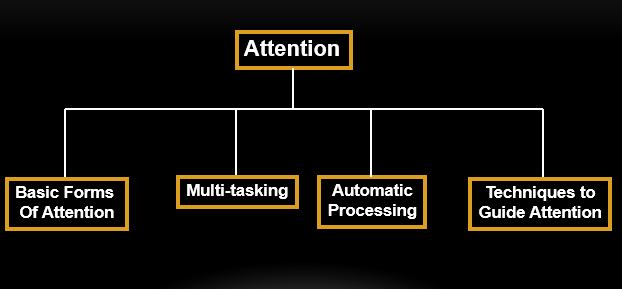 Attention
Basic Forms
Of Attention
Multi-tasking
Automatic
Processing
Techniques to
Guide Attention